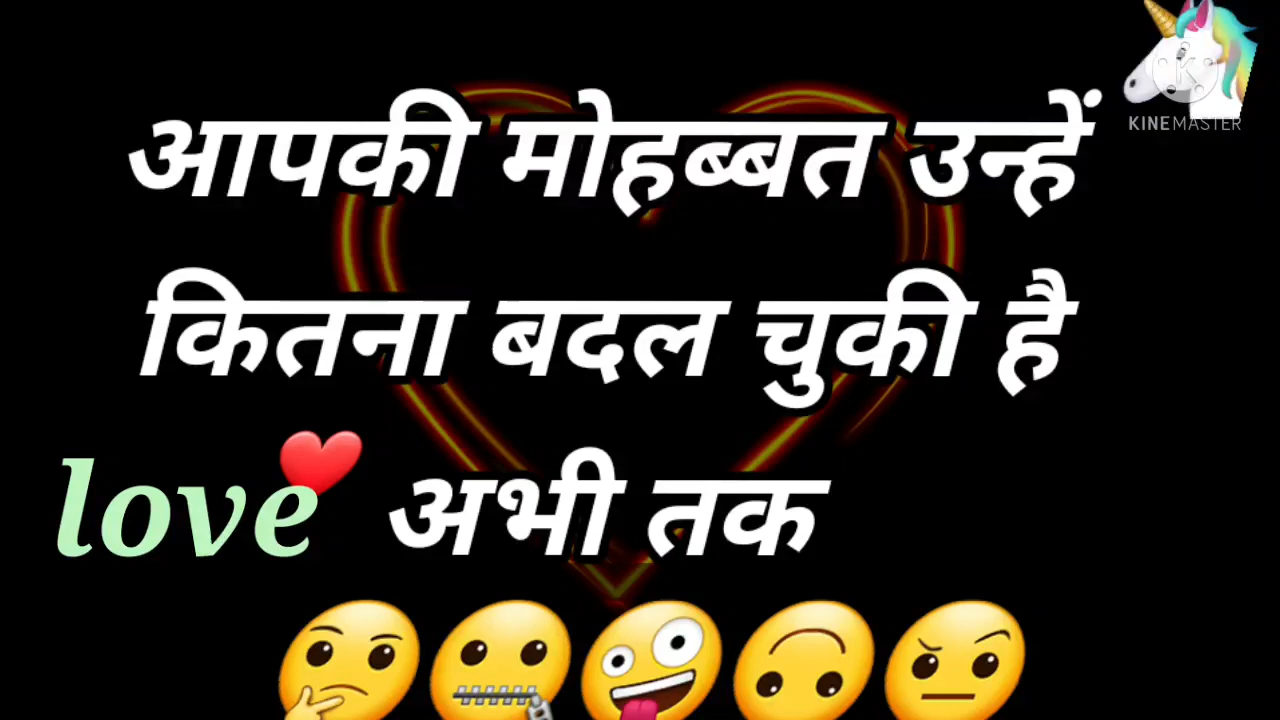 KINEMASTER
आपकी मोहब्बत उन्हें
कितना बदल चुकी है
love अभी तक